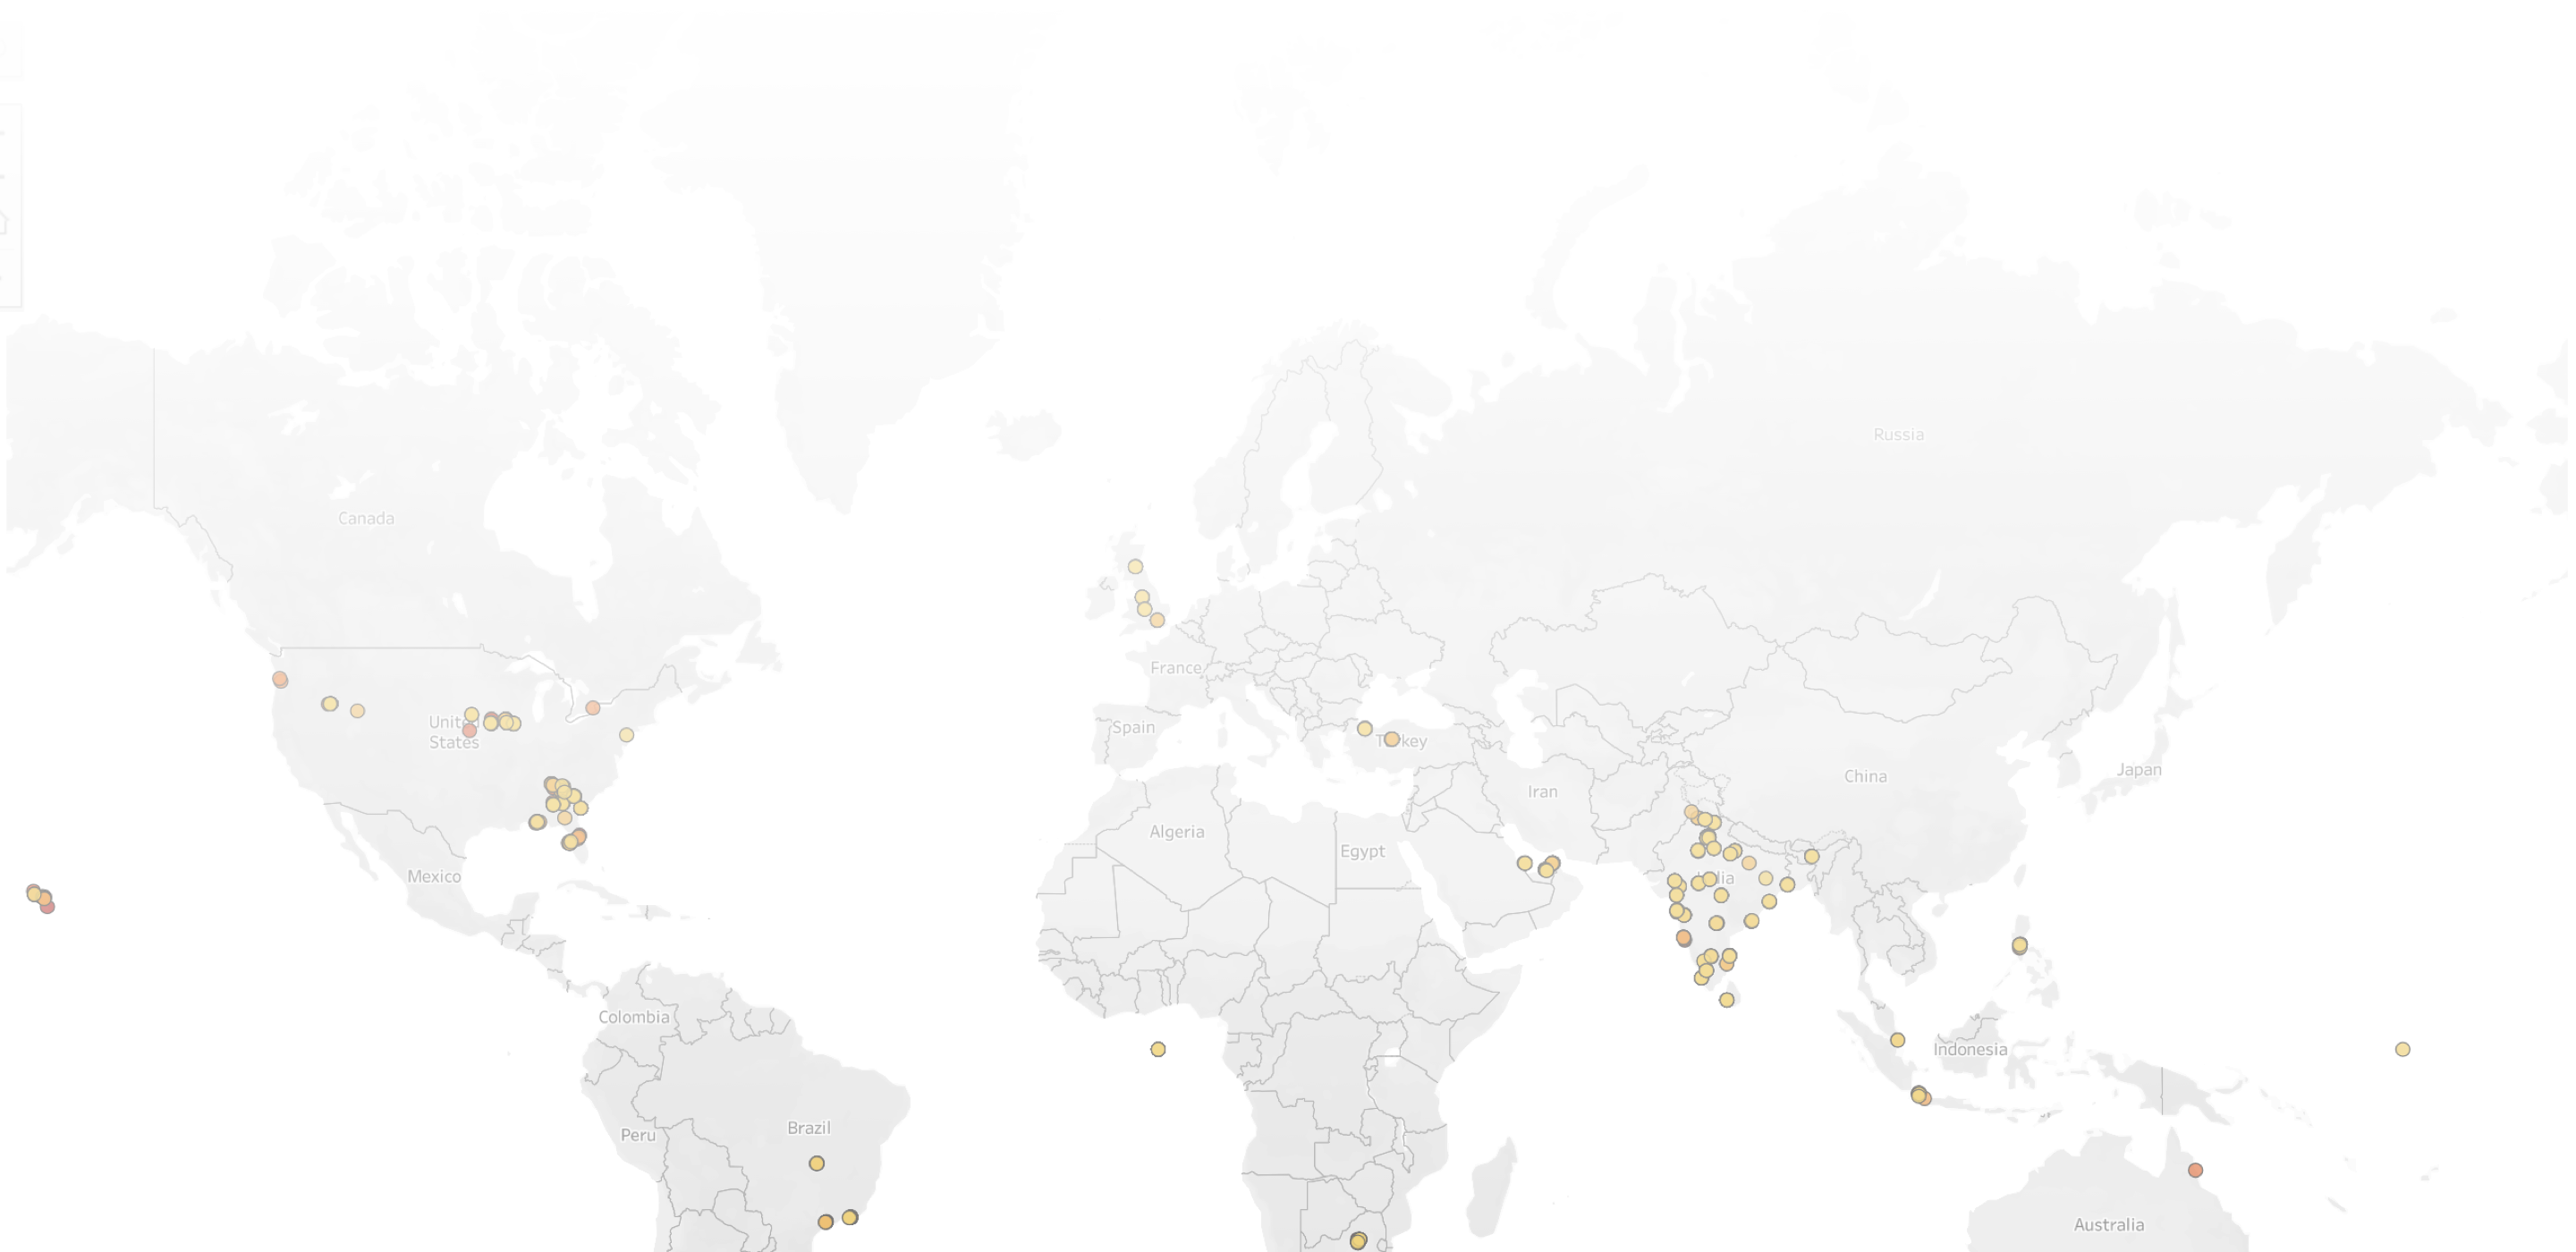 Russia
Canada
France
United
States
Spain
Turkey
Japan
China
Iran
Algeria
Egypt
Mexico
India
Colombia
Indonesia
Brazil
Peru
Australia